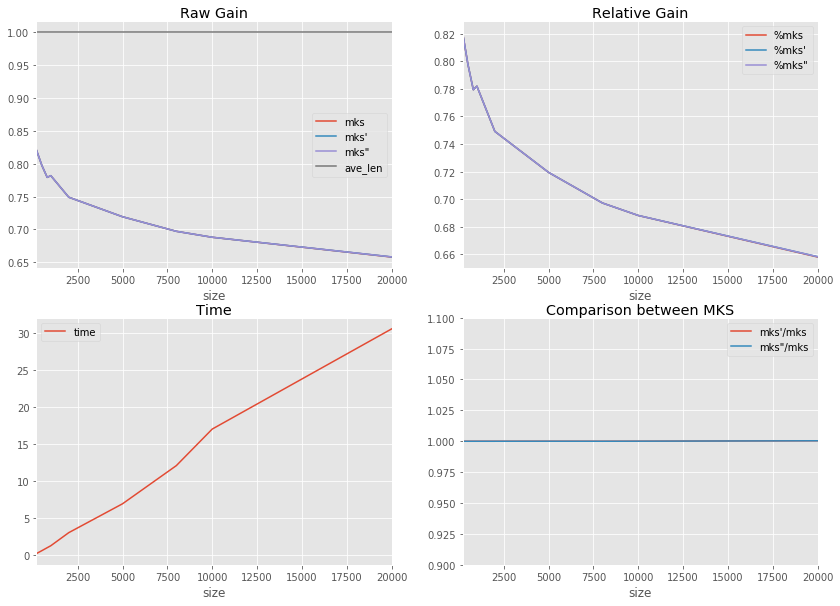 Raw Gain
1.00
0.95
0.90
0.85
0.80
0.75
0.70
0.65
mks
mks'
mks"
ave_len
2500 5000 7500 10000 12500 15000 17500 20000
size
Relative Gain
0.82
0.80
0.78
0.76
0.74
0.72
0.70
0.68
0.66
%mks
%mks'
%mks"
2500 5000 7500 10000 12500 15000 17500 20000
size
Time
30
25
20
15
10
5
0
time
2500 5000 7500 10000 12500 15000 17500 20000
size
Comparison between MKS
1.100
1.075
1.050
1.025
1.000
0.975
0.950
0.925
0.900
mks'/mks
mks"/mks
2500 5000 7500 10000 12500 15000 17500 20000
size